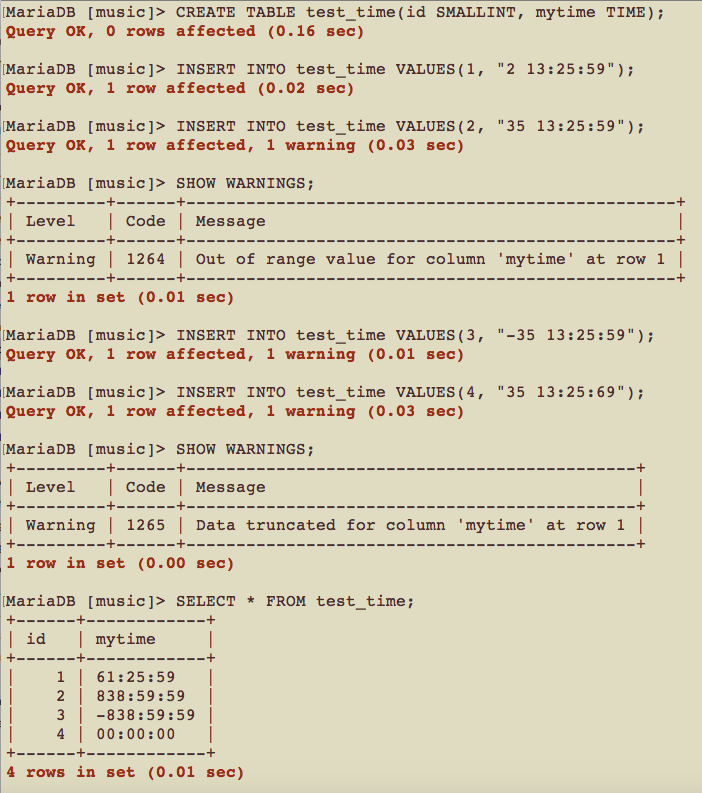 MariaDB [music]> CREATE TABLE test_time(id SMALLINT, mytime TIME);
Query OK, 0 rows affected (0.16 sec)
MariaDB [music]> INSERT INTO test_time VALUES(1, "2 13:25:59");
Query OK, 1 row affected (0.02 sec)
MariaDB [music]> INSERT INTO test_time VALUES(2, "35 13:25:59");
Query OK, 1 row affected, 1 warning (0.03 sec)
MariaDB [music]> SHOW WARNINGS;
+---------+------+-------------------------------------------------+
| Level   | Code | Message                                         |
+---------+------+-------------------------------------------------+
| Warning | 1264 | Out of range value for column 'mytime' at row 1 |
+---------+------+-------------------------------------------------+
1 row in set (0.01 sec)
MariaDB [music]> INSERT INTO test_time VALUES(3, "-35 13:25:59");
Query OK, 1 row affected, 1 warning (0.01 sec)
MariaDB [music]> INSERT INTO test_time VALUES(4, "35 13:25:69");
Query OK, 1 row affected, 1 warning (0.03 sec)
MariaDB [music]> SHOW WARNINGS;
+---------+------+---------------------------------------------+
| Level   | Code | Message                                     |
+---------+------+---------------------------------------------+
| Warning | 1265 | Data truncated for column 'mytime' at row 1 |
+---------+------+---------------------------------------------+
1 row in set (0.00 sec)
MariaDB [music]> SELECT * FROM test_time;
+------+------------+
| id   | mytime     |
+------+------------+
|    1 | 61:25:59   |
|    2 | 838:59:59  |
|    3 | -838:59:59 |
|    4 | 00:00:00   |
+------+------------+
4 rows in set (0.01 sec)